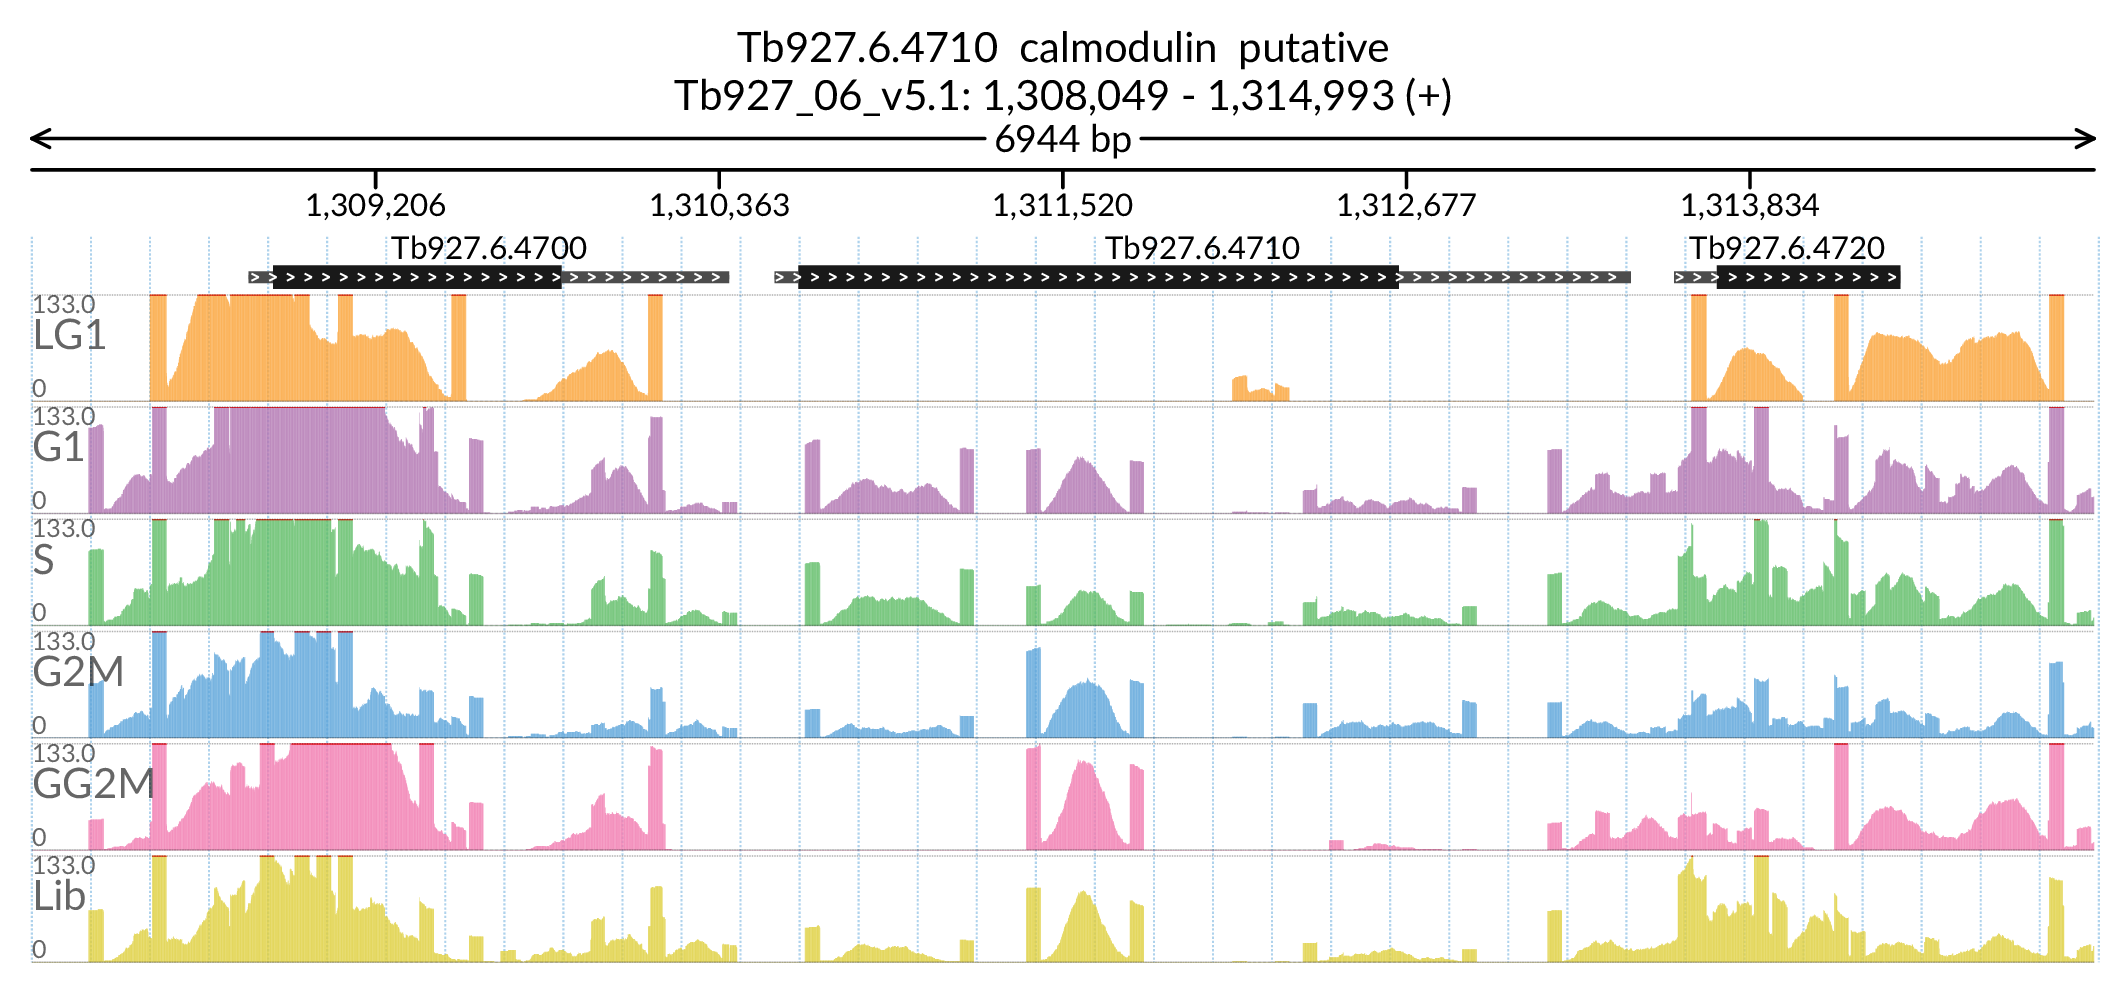 Tb927.6.4710 calmodulin putative
Tb927_06_v5.1: 1,308,049 - 1,314,993 (+)
6944 bp
1,309,206 1,310,363 1,311,520 1,312,677 1,313,834
Tb927.6.4700 Tb927.6.4710 Tb927.6.4720
133.0
LG1
0
133.0
G1
0
133.0
S
0
133.0
G2M
0
133.0
GG2M
0
133.0
Lib
0